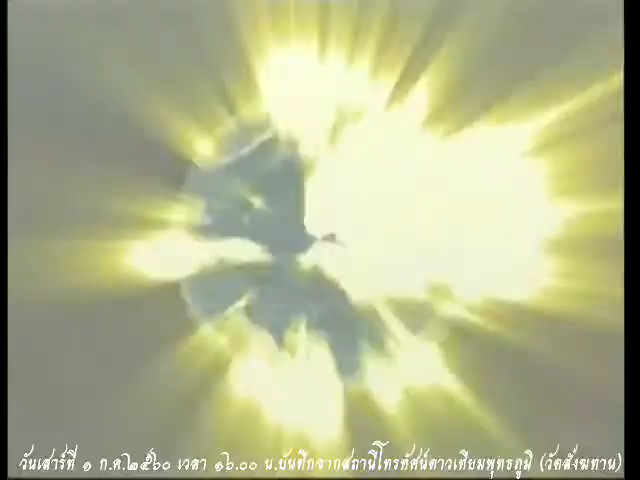 วันเสาร์ที่ ๑ ก.ค.๒๕๖๐ เวลา ๑๖.๐๐ น.บันทึกจากสถานีโทรทัศน์ดาวเทียมพุทธภูมิ (วัดสังฆทาน)